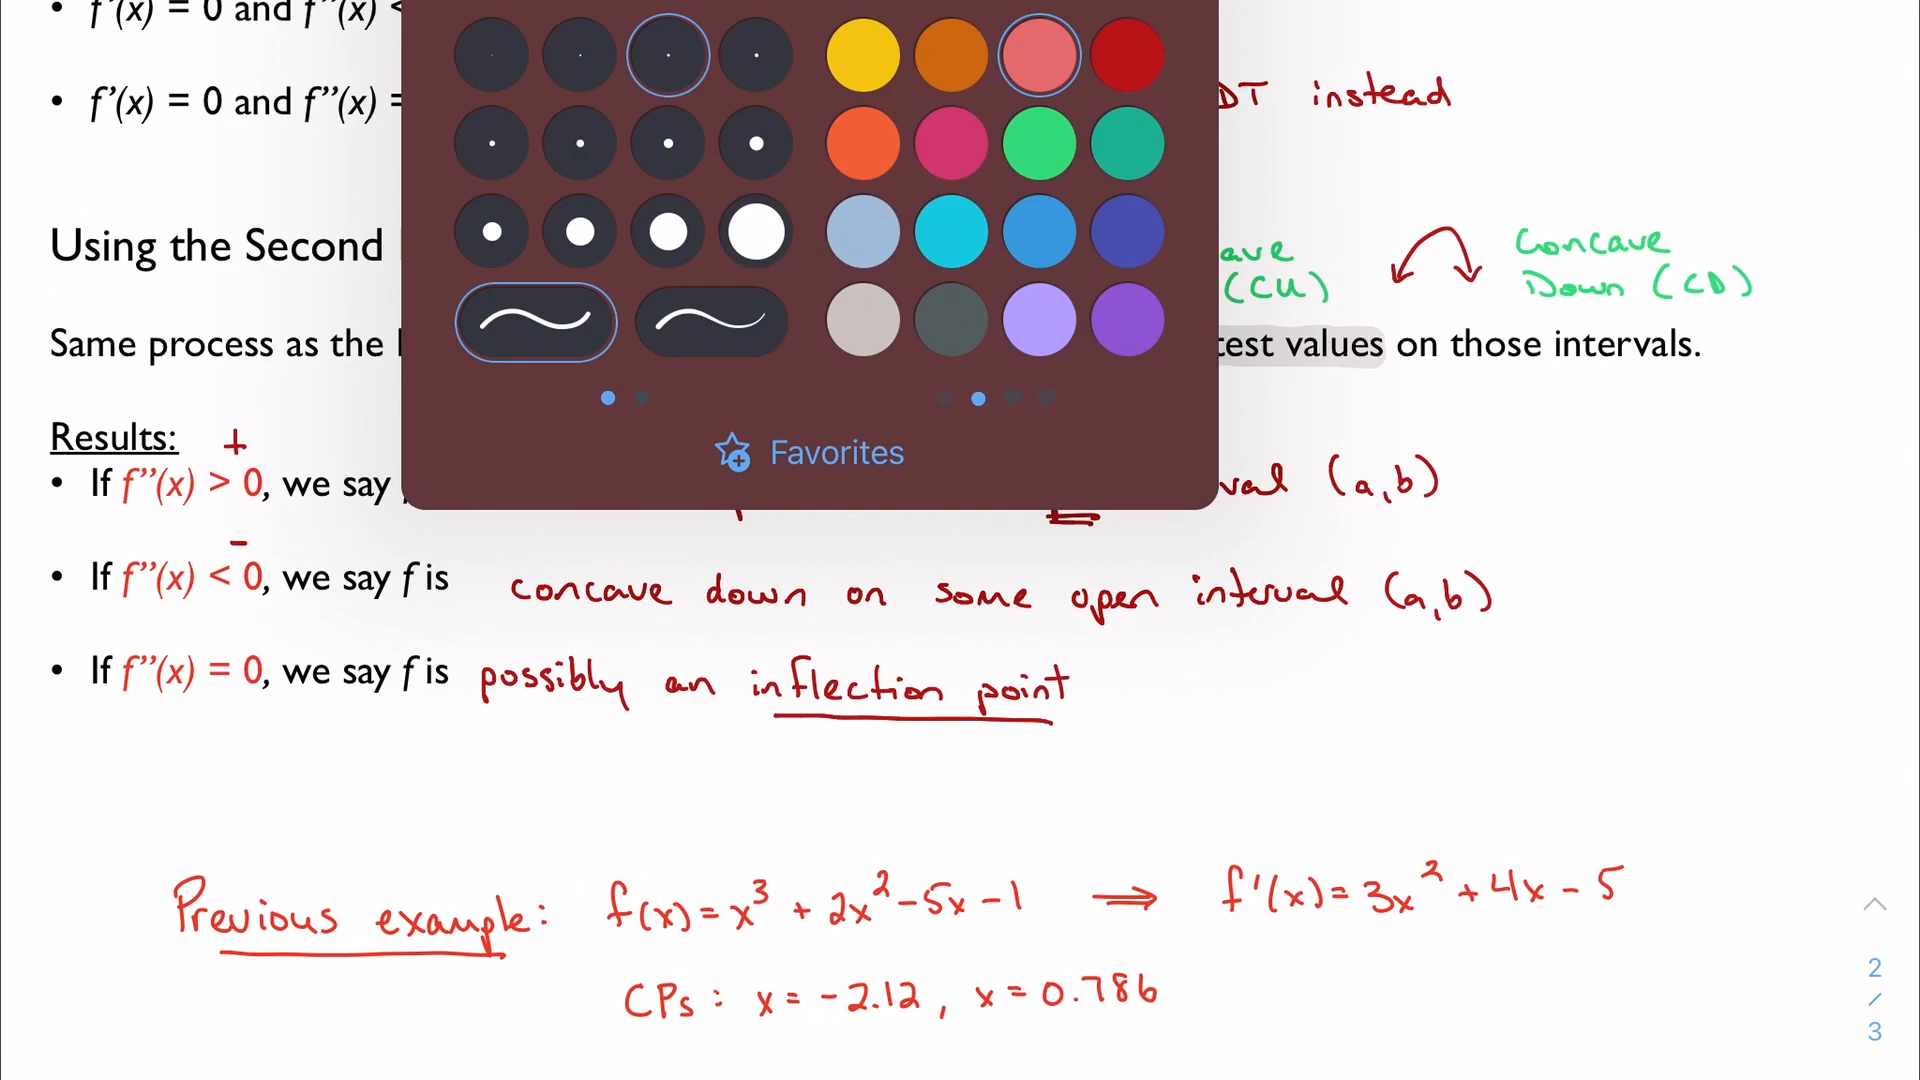 • f'(x) = 0 and f''(x) <
• f'(x) = 0 and f''(x) =
DT instead
Using the Second
ave
(CU)
Concave
Down (CD)
Same process as the
test values on those intervals.
Results:
+
• If f''(x) > 0, we say
val (a,b)
-
• If f''(x) < 0, we say f is concave down on some open interval (a,b)
• If f''(x) = 0, we say f is possibly an inflection point
Favorites
Previous example: f(x) = x³ + 2x² - 5x - 1 ⟹ f'(x) = 3x² + 4x - 5
CPs: x = -2.12, x = 0.786
2
/
3